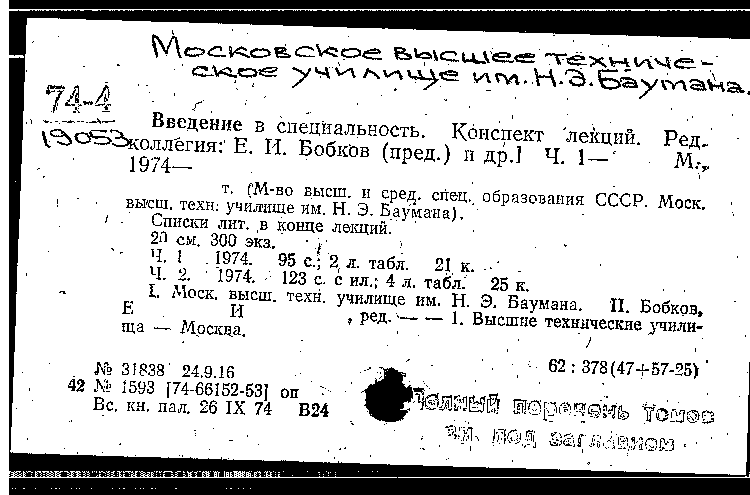 Московское высшее техниче-
ское училище им. Н.Э. Баумана.
74-4
19053
Введение в специальность. Конспект лекций. Ред.
коллегия: Е. И. Бобков (пред.) и др.] Ч. 1— М.,
1974—
т. (М-во высш. и сред. спец. образования СССР. Моск.
высш. техн. училище им. Н. Э. Баумана).
Списки лит. в конце лекций.
20 см. 300 экз.
Ч. 1 1974. 95 с.; 2 л. табл. 21 к.
Ч. 2. 1974. 123 с. с ил.; 4 л. табл. 25 к.
I. Моск. высш. техн. училище им. Н. Э. Баумана. II. Бобков,
Е И , ред. — — 1. Высшие технические учили-
ща — Москва.
№ 31838 24.9.16 62 : 378(47+57-25)
42 № 1593 [74-66152-53] оп
Вс. кн. пал. 26 IX 74 В24
Полный перечень томов
см. под заглавием